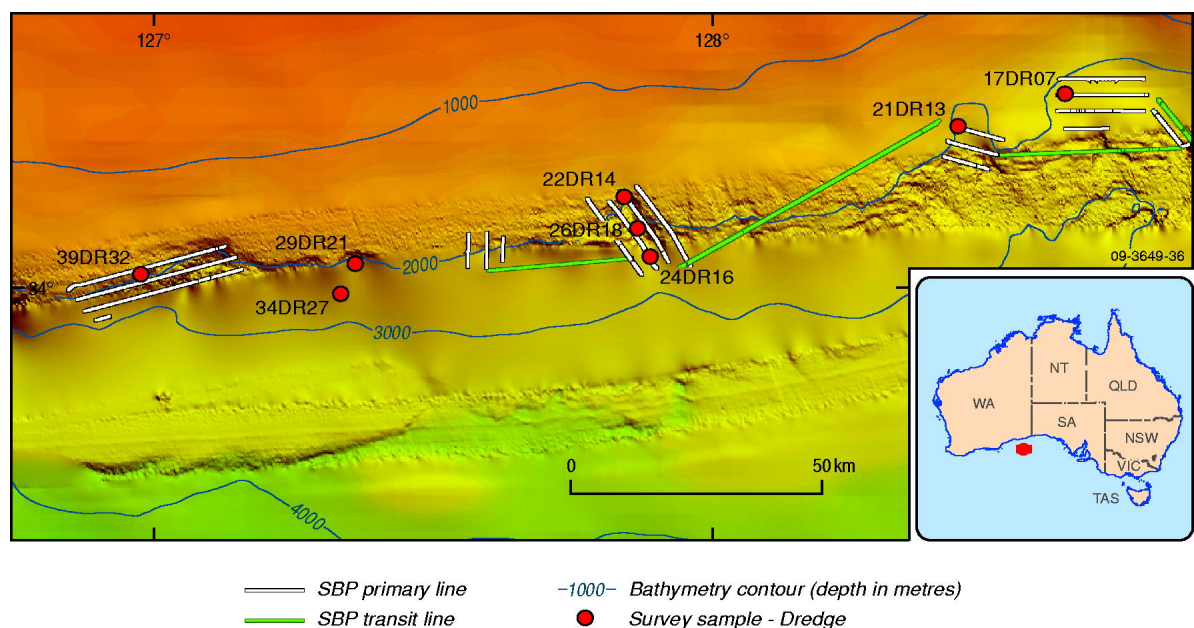 127°
128°
1000
17DR07
21DR13
22DR14
26DR18
24DR16
29DR21
39DR32
34DR27
2000
34°
3000
4000
09-3649-36
0
50 km
NT
QLD
WA
SA
NSW
VIC
TAS
SBP primary line
SBP transit line
1000
Bathymetry contour (depth in metres)
Survey sample - Dredge